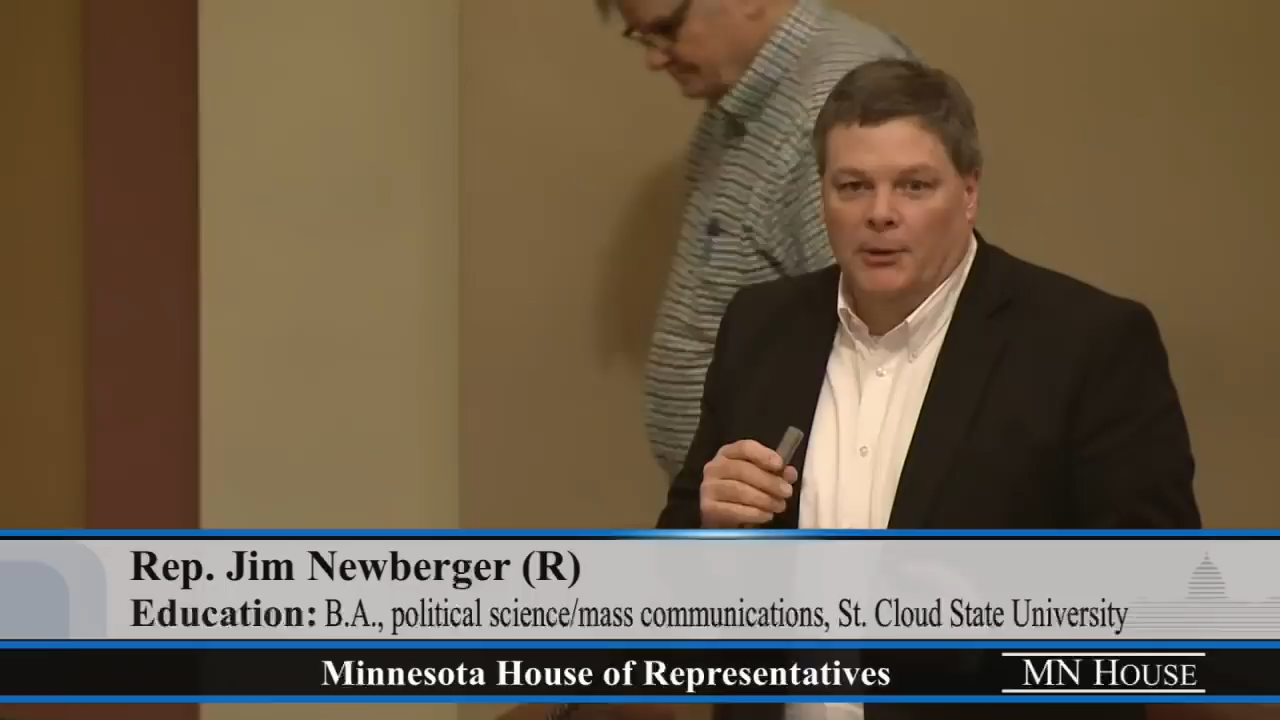 Rep. Jim Newberger (R)
Education: B.A., political science/mass communications, St. Cloud State University
Minnesota House of Representatives
MN HOUSE